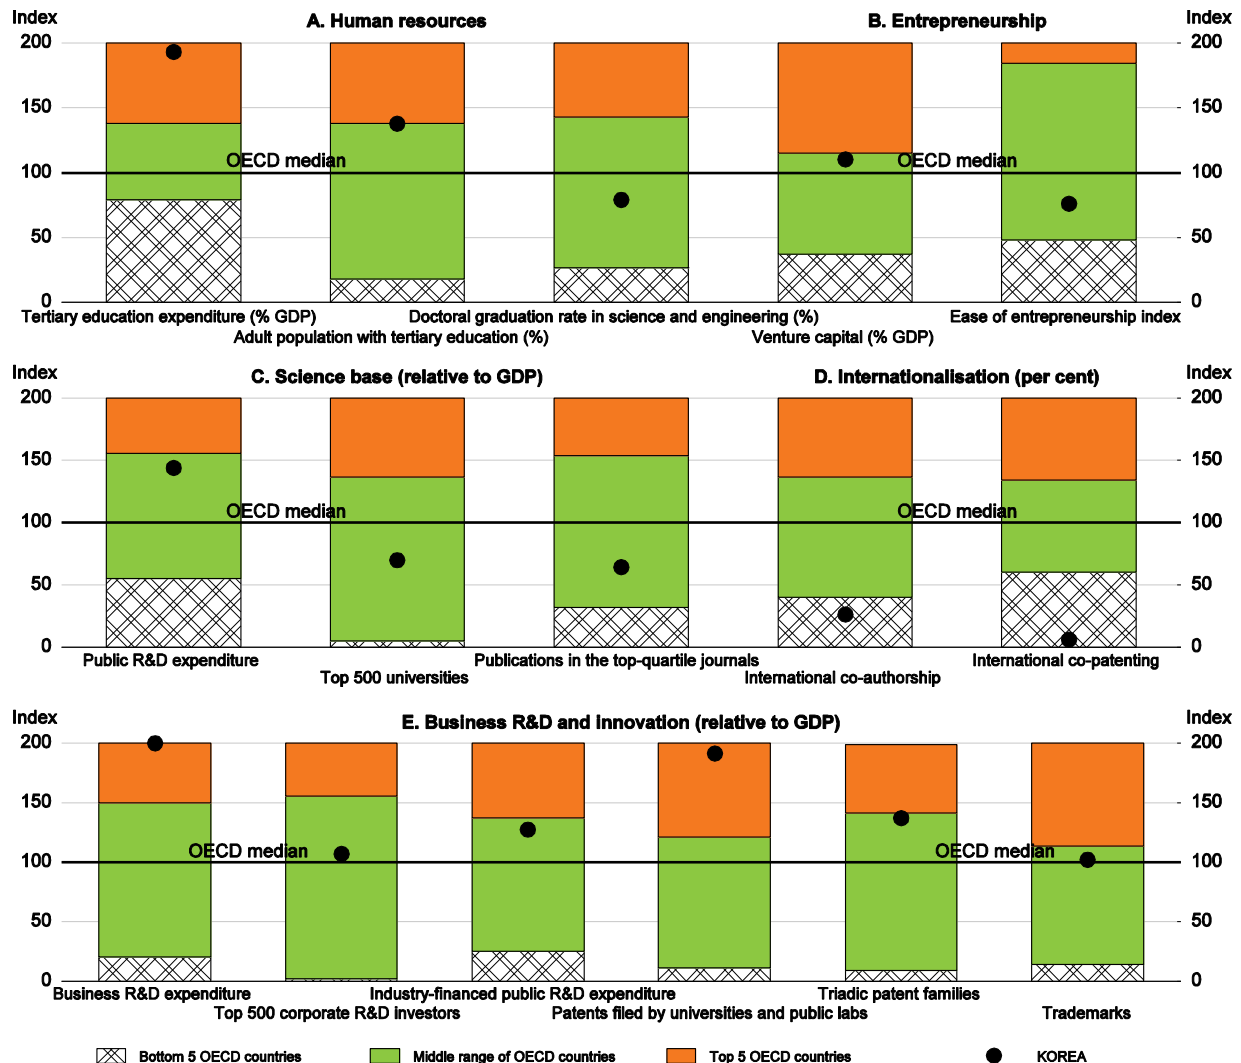 Index A. Human resources B. Entrepreneurship Index
200 200
150 150
OECD median OECD median
100 100
50 50
0 0
Tertiary education expenditure (% GDP) Doctoral graduation rate in science and engineering (%) Ease of entrepreneurship index
Adult population with tertiary education (%) Venture capital (% GDP)
Index C. Science base (relative to GDP) D. Internationalisation (per cent) Index
200 200
150 150
OECD median OECD median
100 100
50 50
0 0
Public R&D expenditure Publications in the top-quartile journals International co-patenting
Top 500 universities International co-authorship
Index E. Business R&D and innovation (relative to GDP) Index
200 200
150 150
OECD median OECD median
100 100
50 50
0 0
Business R&D expenditure Industry-financed public R&D expenditure Triadic patent families
Top 500 corporate R&D investors Patents filed by universities and public labs Trademarks
Bottom 5 OECD countries Middle range of OECD countries Top 5 OECD countries KOREA